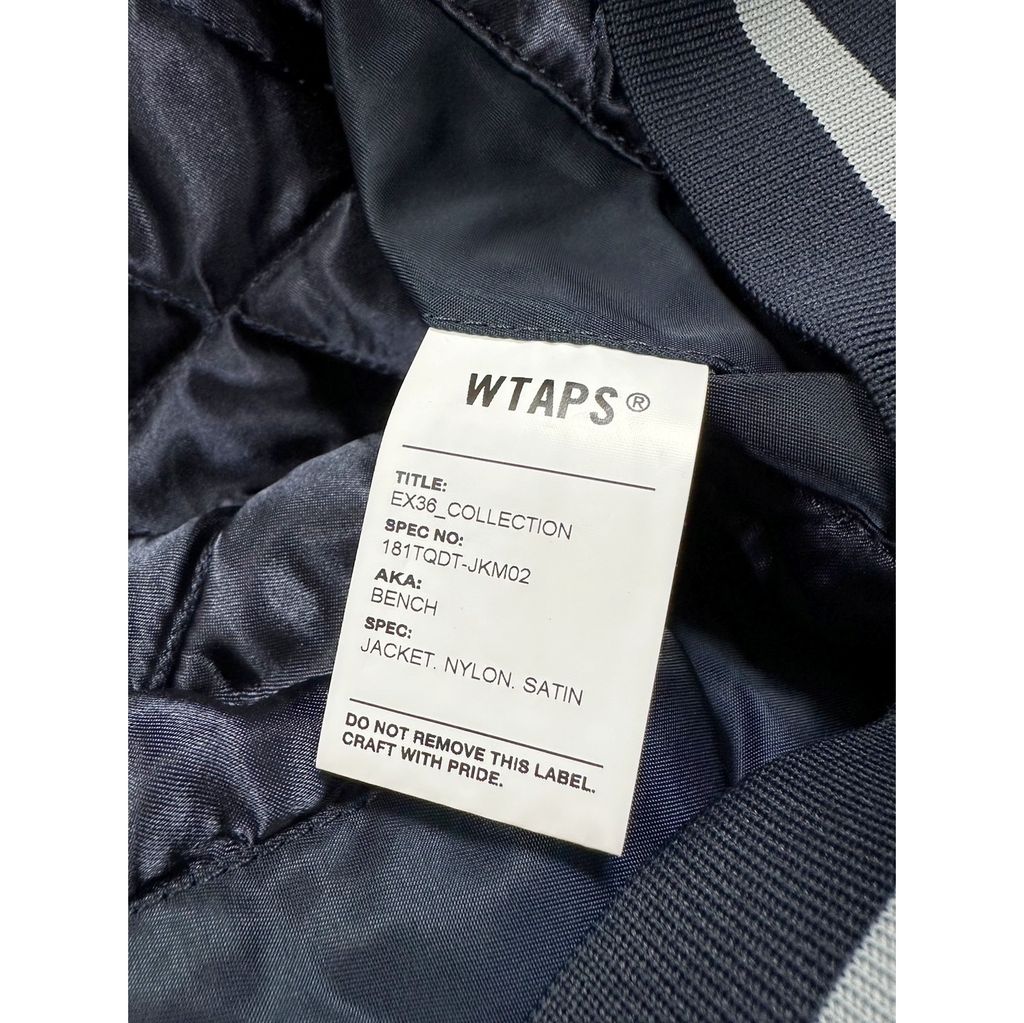 WTAPS®
TITLE:
EX36_COLLECTION
SPEC NO:
181TQDT-JKM02
AKA:
BENCH
SPEC:
JACKET. NYLON. SATIN
DO NOT REMOVE THIS LABEL.
CRAFT WITH PRIDE.